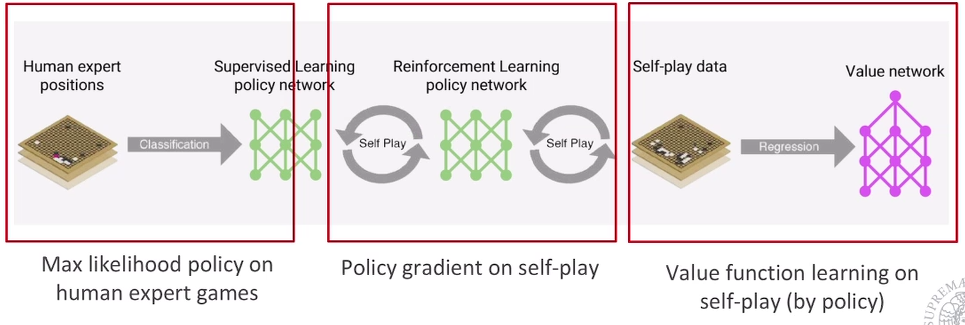 Human expert
positions
Classification
Supervised Learning
policy network
Self Play
Reinforcement Learning
policy network
Self Play
Self-play data
Regression
Value network
Max likelihood policy on
human expert games
Policy gradient on self-play
Value function learning on
self-play (by policy)
SUPREMA